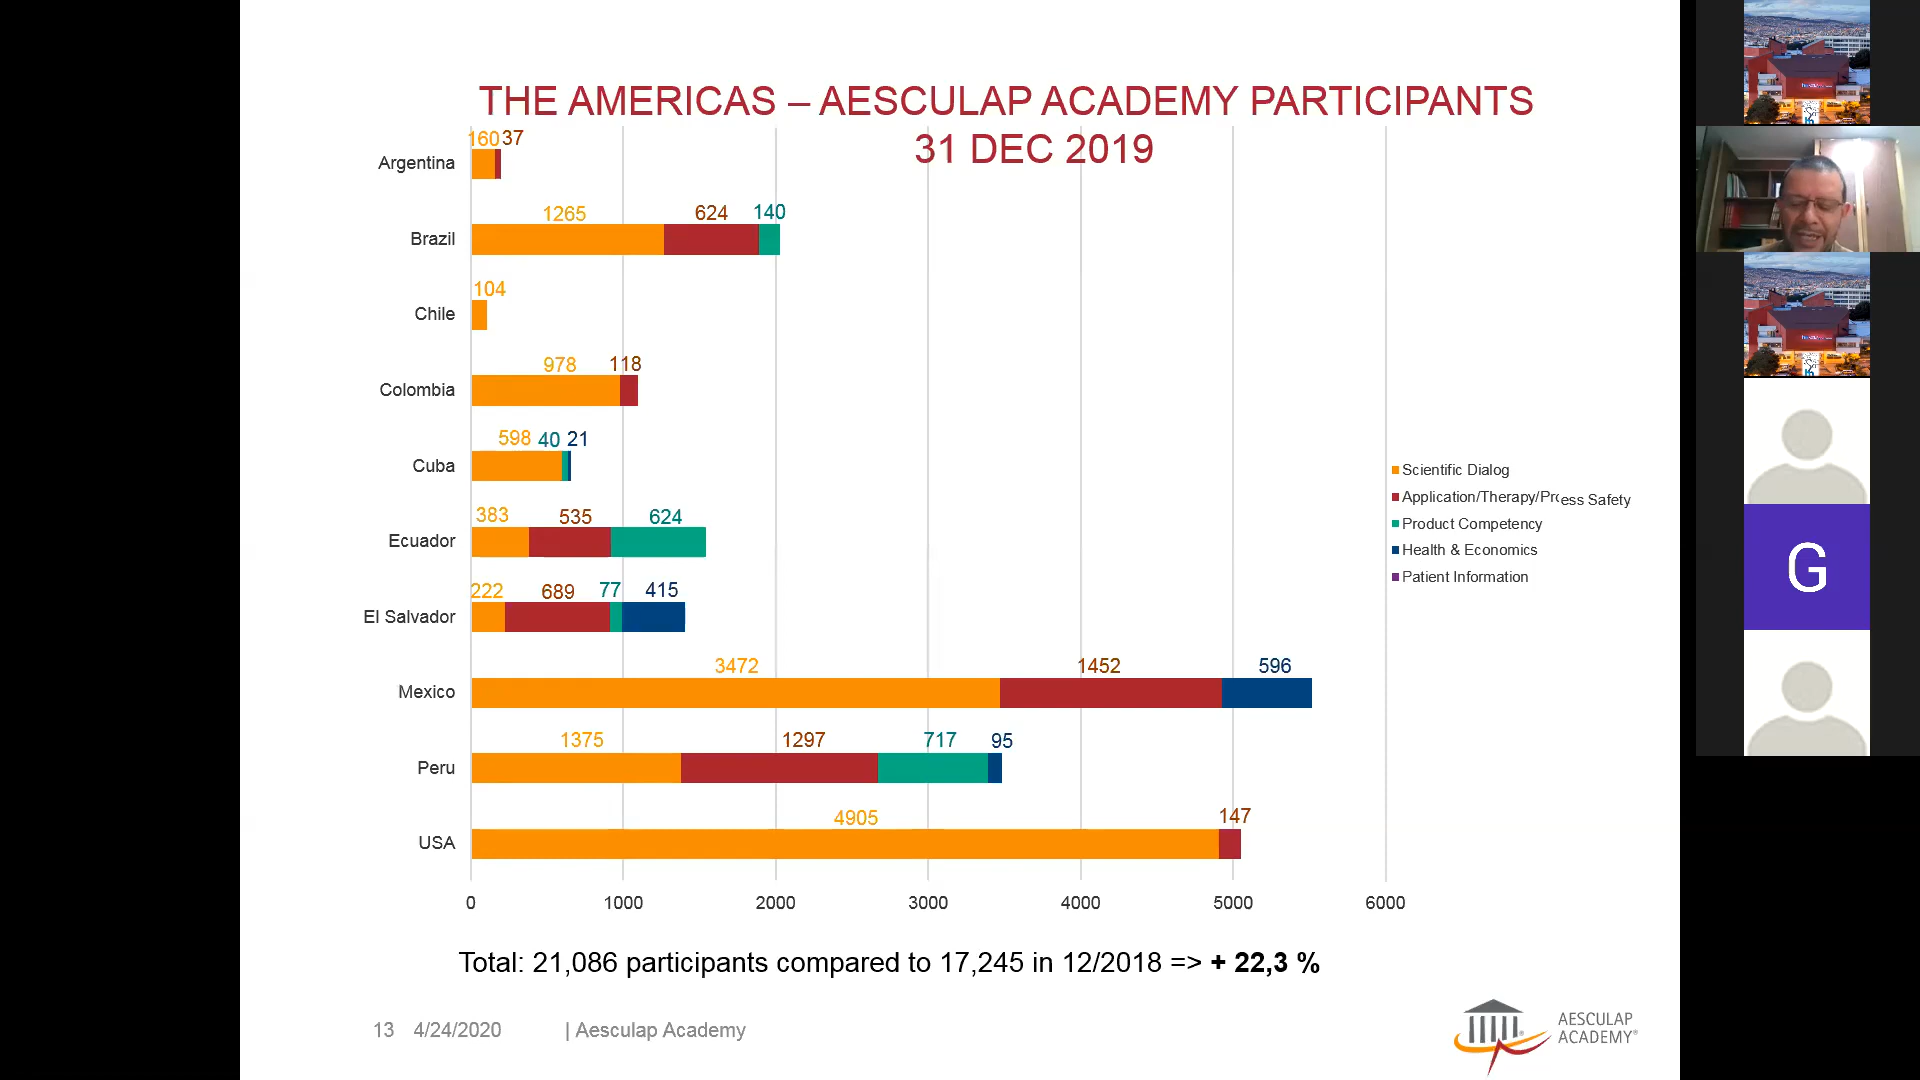 THE AMERICAS – AESCULAP ACADEMY PARTICIPANTS
31 DEC 2019
160 37
Argentina
1265 624 140
Brazil
104
Chile
978 118
Colombia
598 40 21
Cuba
383 535 624
Ecuador
222 689 77 415
El Salvador
3472 1452 596
Mexico
1375 1297 717 95
Peru
4905 147
USA
0 1000 2000 3000 4000 5000 6000
Scientific Dialog
Application/Therapy/Process Safety
Product Competency
Health & Economics
Patient Information
Total: 21,086 participants compared to 17,245 in 12/2018 => + 22,3 %
13 4/24/2020 | Aesculap Academy
AESCULAP
ACADEMY®
G